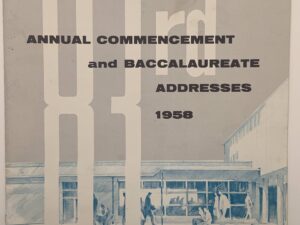 83rd
ANNUAL COMMENCEMENT
and BACCALAUREATE
ADDRESSES
1958